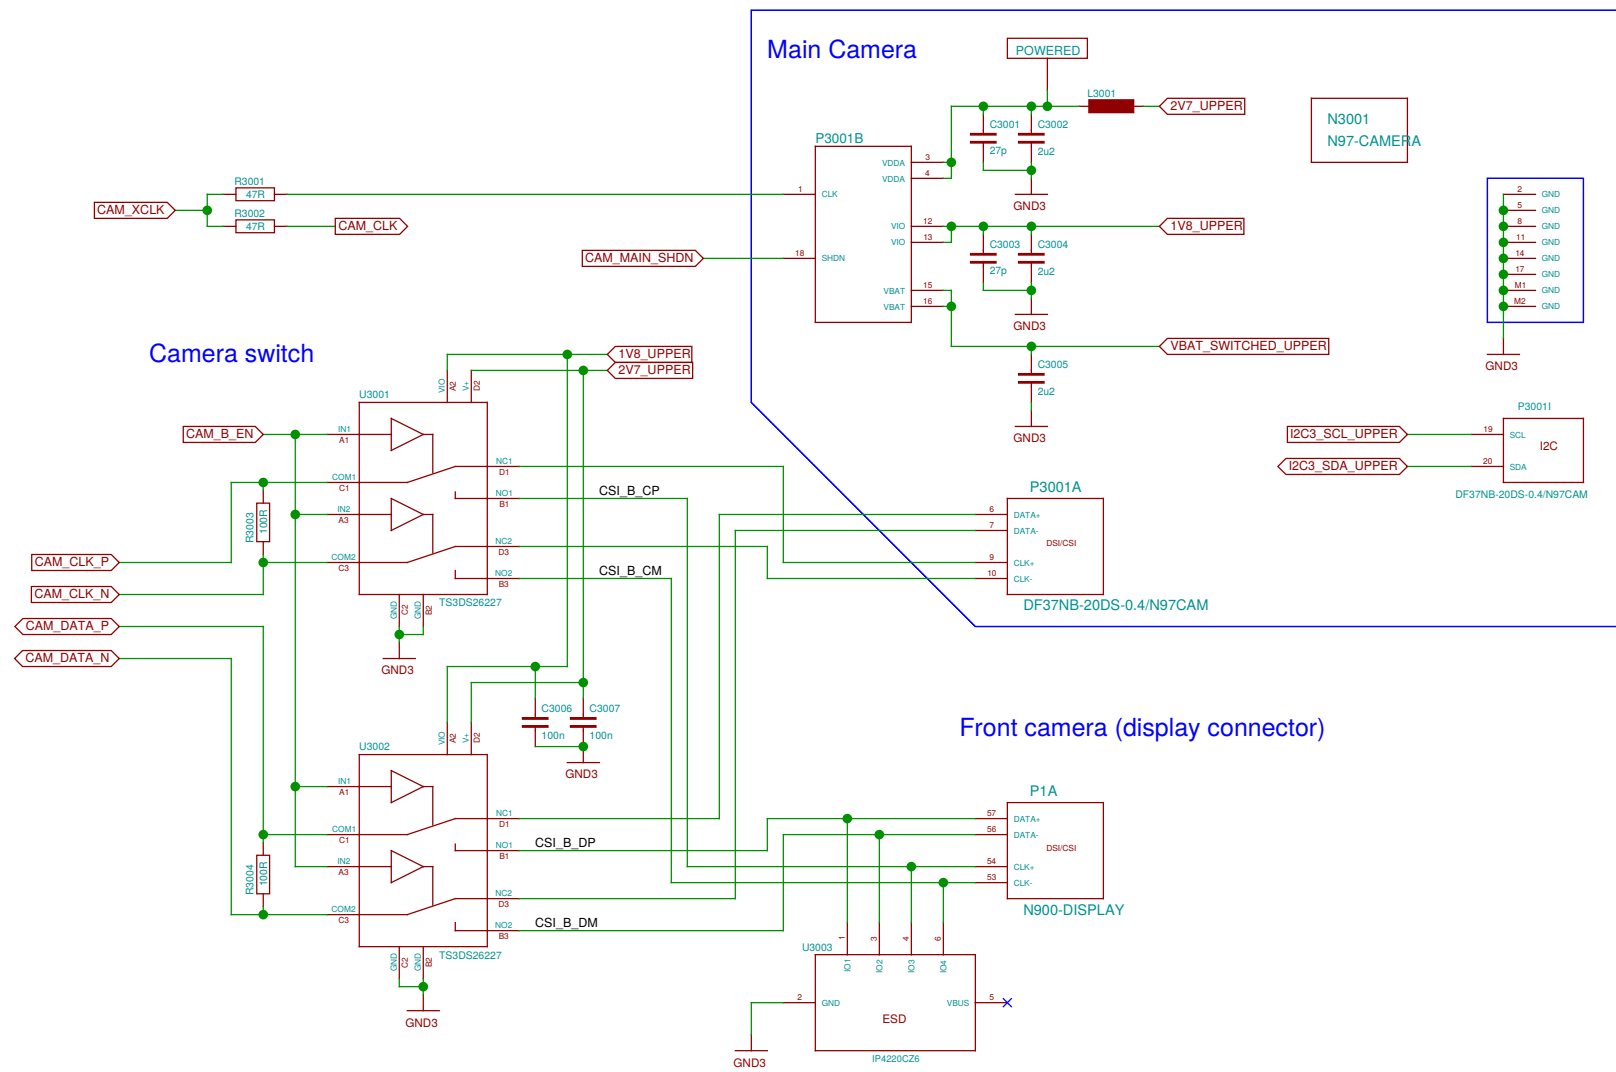 Main Camera
POWERED
L3001
2V7_UPPER
C3001
27p
C3002
2u2
GND3
N3001
N97-CAMERA
P3001B
1
CLK
18
SHDN
VDDA
3
VDDA
4
VIO
12
VIO
13
VBAT
15
VBAT
16
CAM_XCLK
R3001
47R
R3002
47R
CAM_CLK
CAM_MAIN_SHDN
1V8_UPPER
C3003
27p
C3004
2u2
GND3
VBAT_SWITCHED_UPPER
C3005
2u2
GND3
2
GND
5
GND
8
GND
11
GND
14
GND
17
GND
M1
GND
M2
GND
GND3
P3001I
I2C3_SCL_UPPER
19
SCL
I2C
I2C3_SDA_UPPER
20
SDA
DF37NB-20DS-0.4/N97CAM
Camera switch
1V8_UPPER
2V7_UPPER
U3001
VIO
A2
V+
D2
CAM_B_EN
IN1
A1
COM1
C1
IN2
A3
COM2
C3
NC1
D1
NO1
B1
CSI_B_CP
NC2
D3
NO2
B3
CSI_B_CM
GND
C2
GND
B2
TS3DS26227
GND3
R3003
100R
CAM_CLK_P
CAM_CLK_N
CAM_DATA_P
CAM_DATA_N
P3001A
6
DATA+
7
DATA-
DSI/CSI
9
CLK+
10
CLK-
DF37NB-20DS-0.4/N97CAM
C3006
100n
C3007
100n
GND3
U3002
VIO
A2
V+
D2
IN1
A1
COM1
C1
IN2
A3
COM2
C3
NC1
D1
NO1
B1
CSI_B_DP
NC2
D3
NO2
B3
CSI_B_DM
GND
C2
GND
B2
TS3DS26227
GND3
R3004
100R
Front camera (display connector)
P1A
57
DATA+
56
DATA-
DSI/CSI
54
CLK+
53
CLK-
N900-DISPLAY
U3003
1
IO1
3
IO2
4
IO3
6
IO4
2
GND
VBUS
5
ESD
IP4220CZ6
GND3